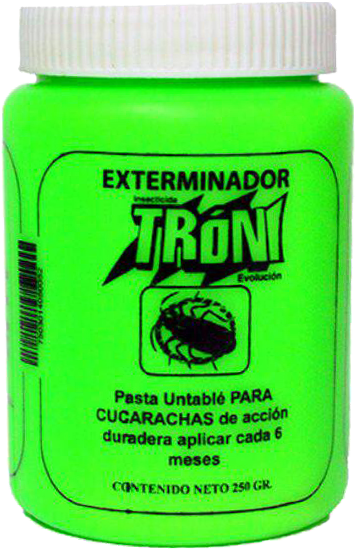 EXTERMINADOR
Insecticida
TRÓNI
Evolución
Pasta Untablé PARA
CUCARACHAS de acción
duradera aplicar cada 6
meses
CONTENIDO NETO 250 GR.